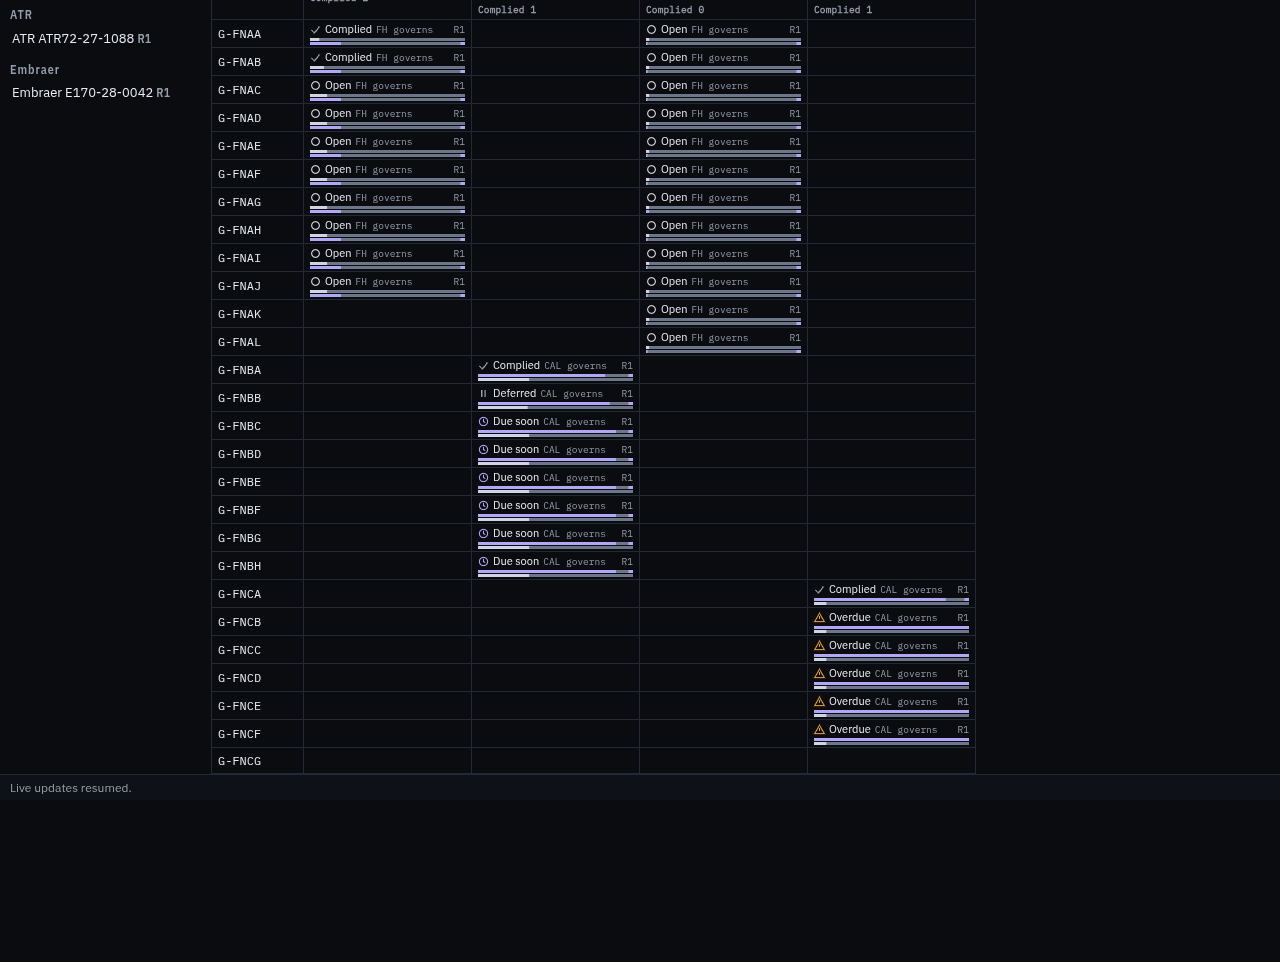 ATR
ATR ATR72-27-1088 R1
Embraer
Embraer E170-28-0042 R1
Complied 1 Complied 0 Complied 1
G-FNAA Complied FH governs R1 Open FH governs R1
G-FNAB Complied FH governs R1 Open FH governs R1
G-FNAC Open FH governs R1 Open FH governs R1
G-FNAD Open FH governs R1 Open FH governs R1
G-FNAE Open FH governs R1 Open FH governs R1
G-FNAF Open FH governs R1 Open FH governs R1
G-FNAG Open FH governs R1 Open FH governs R1
G-FNAH Open FH governs R1 Open FH governs R1
G-FNAI Open FH governs R1 Open FH governs R1
G-FNAJ Open FH governs R1 Open FH governs R1
G-FNAK Open FH governs R1
G-FNAL Open FH governs R1
G-FNBA Complied CAL governs R1
G-FNBB Deferred CAL governs R1
G-FNBC Due soon CAL governs R1
G-FNBD Due soon CAL governs R1
G-FNBE Due soon CAL governs R1
G-FNBF Due soon CAL governs R1
G-FNBG Due soon CAL governs R1
G-FNBH Due soon CAL governs R1
G-FNCA Complied CAL governs R1
G-FNCB Overdue CAL governs R1
G-FNCC Overdue CAL governs R1
G-FNCD Overdue CAL governs R1
G-FNCE Overdue CAL governs R1
G-FNCF Overdue CAL governs R1
G-FNCG
Live updates resumed.